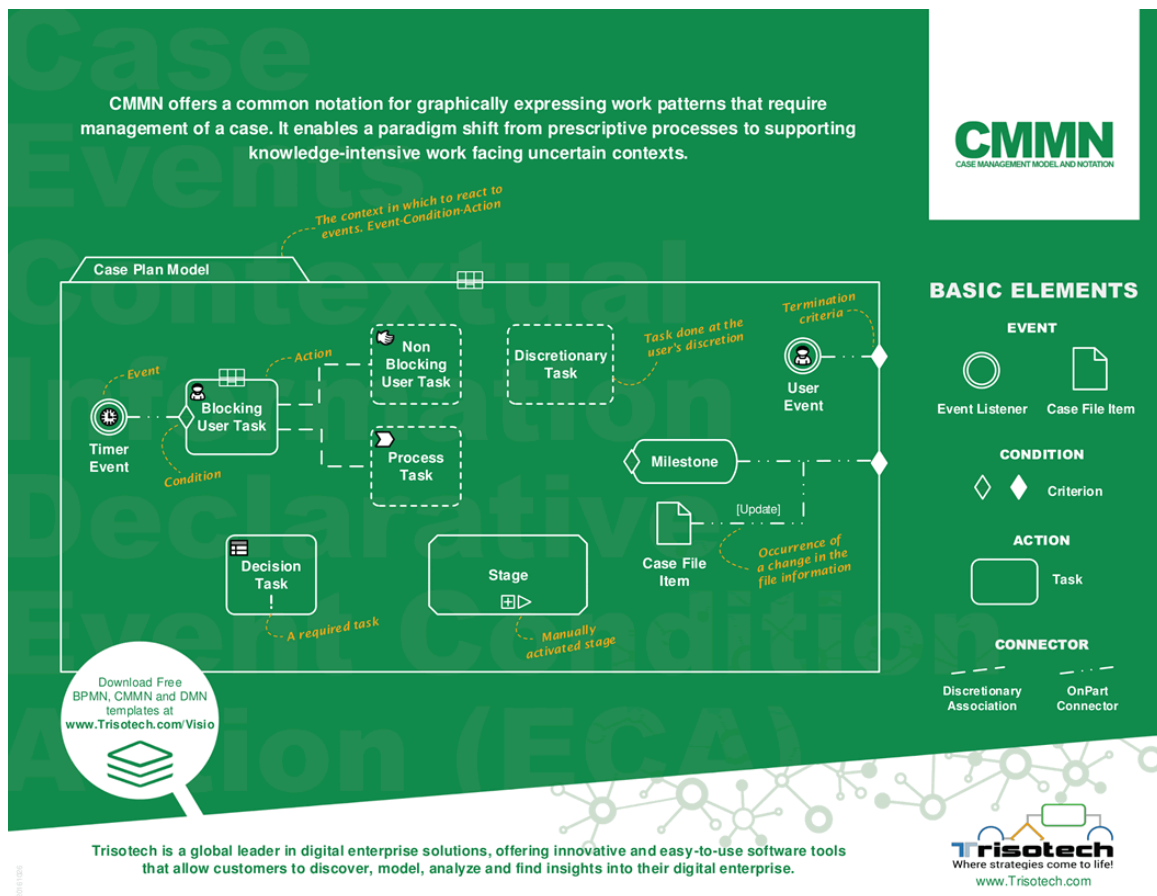 Case
Events
Contextual
Information
Declarative
Event Condition
Action (ECA)
CMMN offers a common notation for graphically expressing work patterns that require
management of a case. It enables a paradigm shift from prescriptive processes to supporting
knowledge-intensive work facing uncertain contexts.
CMMN
CASE MANAGEMENT MODEL AND NOTATION
The context in which to react to
events. Event-Condition-Action
Case Plan Model
Event
Timer
Event
Condition
Action
Blocking
User Task
Non
Blocking
User Task
Process
Task
Discretionary
Task
Task done at the
user's discretion
Termination
criteria
User
Event
Milestone
[Update]
Case File
Item
Occurrence of
a change in the
file information
Decision
Task
!
A required task
Stage
Manually
activated stage
BASIC ELEMENTS
EVENT
Event Listener
Case File Item
CONDITION
Criterion
ACTION
Task
CONNECTOR
Discretionary
Association
OnPart
Connector
Download Free
BPMN, CMMN and DMN
templates at
www.Trisotech.com/Visio
Trisotech is a global leader in digital enterprise solutions, offering innovative and easy-to-use software tools
that allow customers to discover, model, analyze and find insights into their digital enterprise.
Trisotech
Where strategies come to life!
www.Trisotech.com